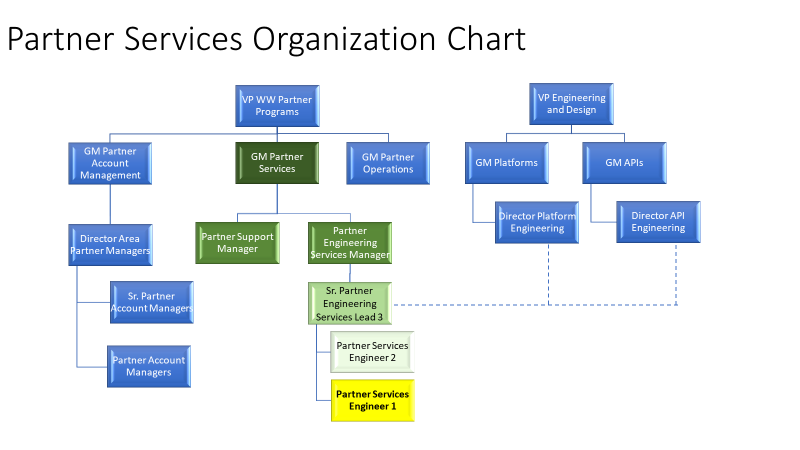 Partner Services Organization Chart
VP WW Partner
Programs
VP Engineering
and Design
GM Partner
Account
Management
GM Partner
Services
GM Partner
Operations
GM Platforms
GM APIs
Director Area
Partner Managers
Partner Support
Manager
Partner
Engineering
Services Manager
Director Platform
Engineering
Director API
Engineering
Sr. Partner
Account Managers
Sr. Partner
Engineering
Services Lead 3
Partner Account
Managers
Partner Services
Engineer 2
Partner Services
Engineer 1